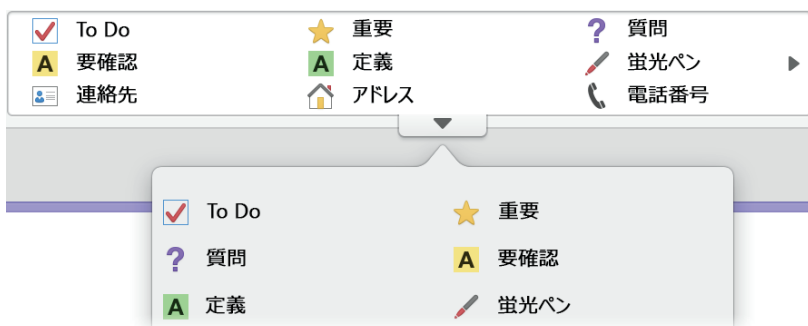 To Do 重要 質問
要確認 定義 蛍光ペン
連絡先 アドレス 電話番号
To Do 重要
質問 要確認
定義 蛍光ペン